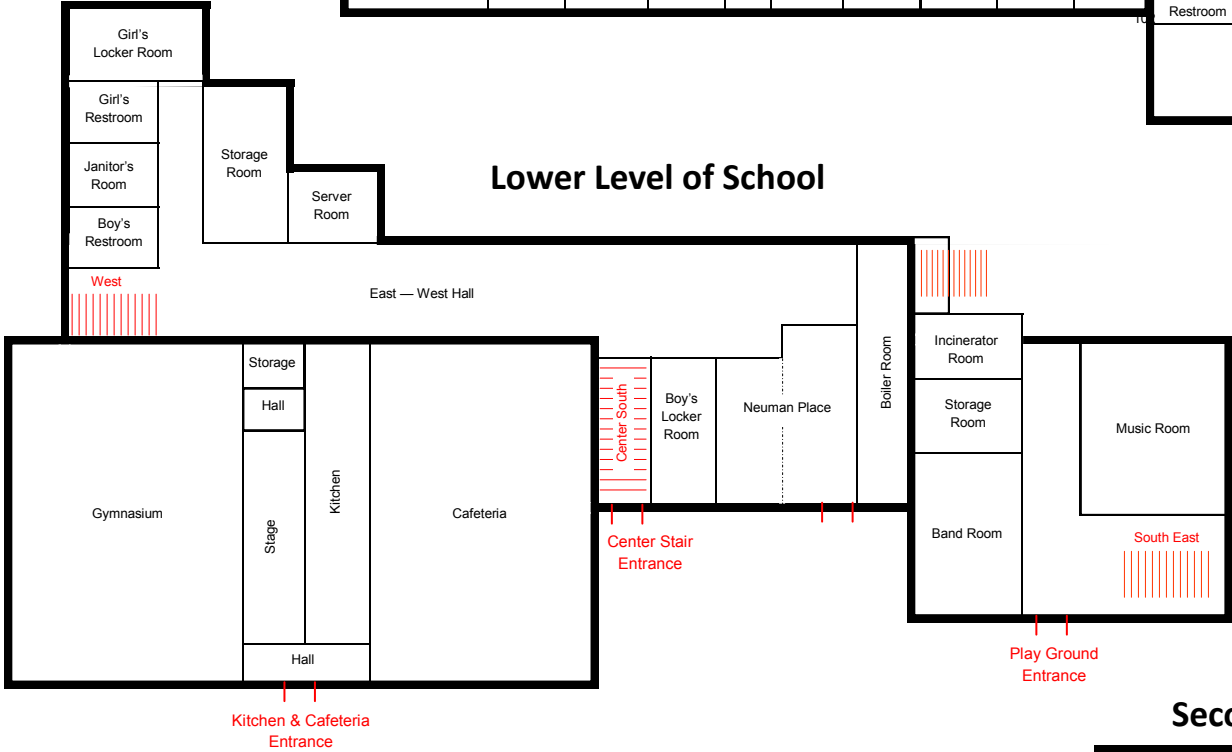 Restroom
Girl's
Locker Room
Girl's
Restroom
Janitor's
Room
Boy's
Restroom
West
Storage
Room
Server
Room
Lower Level of School
East — West Hall
Storage
Hall
Stage
Kitchen
Gymnasium
Cafeteria
Hall
Kitchen & Cafeteria
Entrance
Center South
Boy's
Locker
Room
Neuman Place
Boiler Room
Center Stair
Entrance
Incinerator
Room
Storage
Room
Band Room
Music Room
South East
Play Ground
Entrance